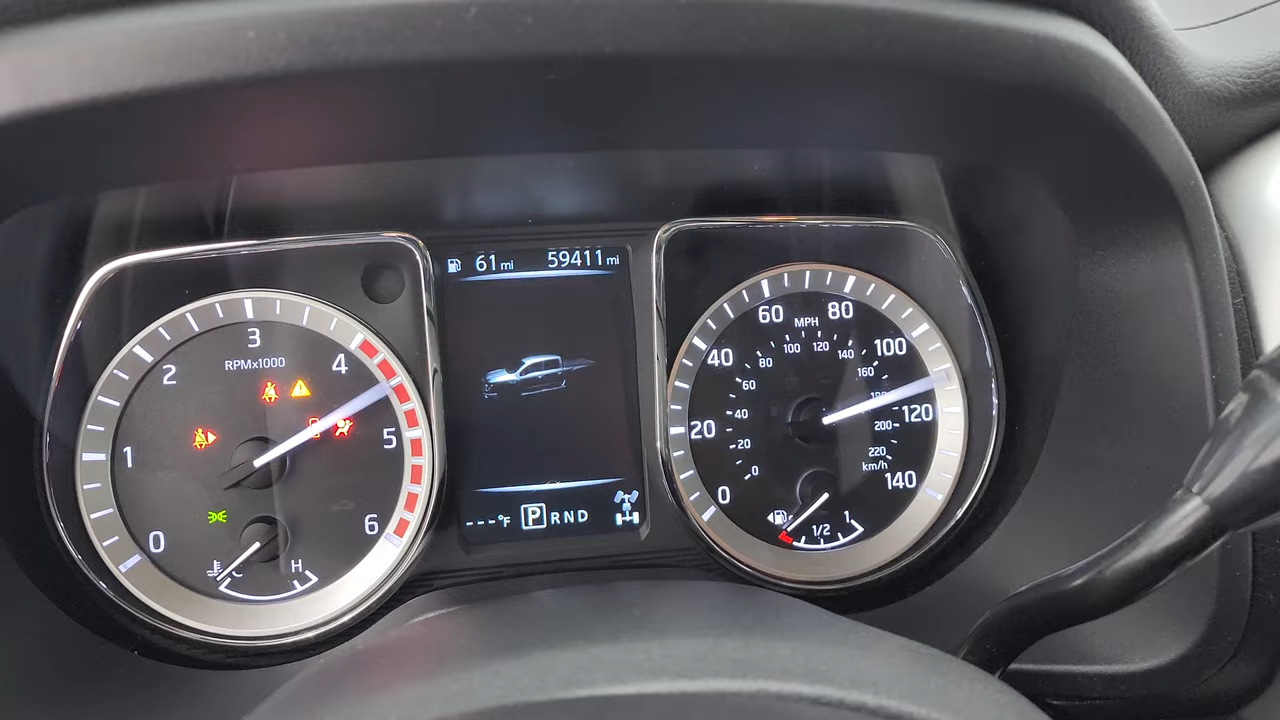 61 mi 59411 mi
---°F P R N D
0 1 2 3 4 5 6
RPMx1000
C H
0 20 40 60 80 100 120 140
MPH
0 20 40 60 80 100 120 140 160 200 220
km/h
1/2 1